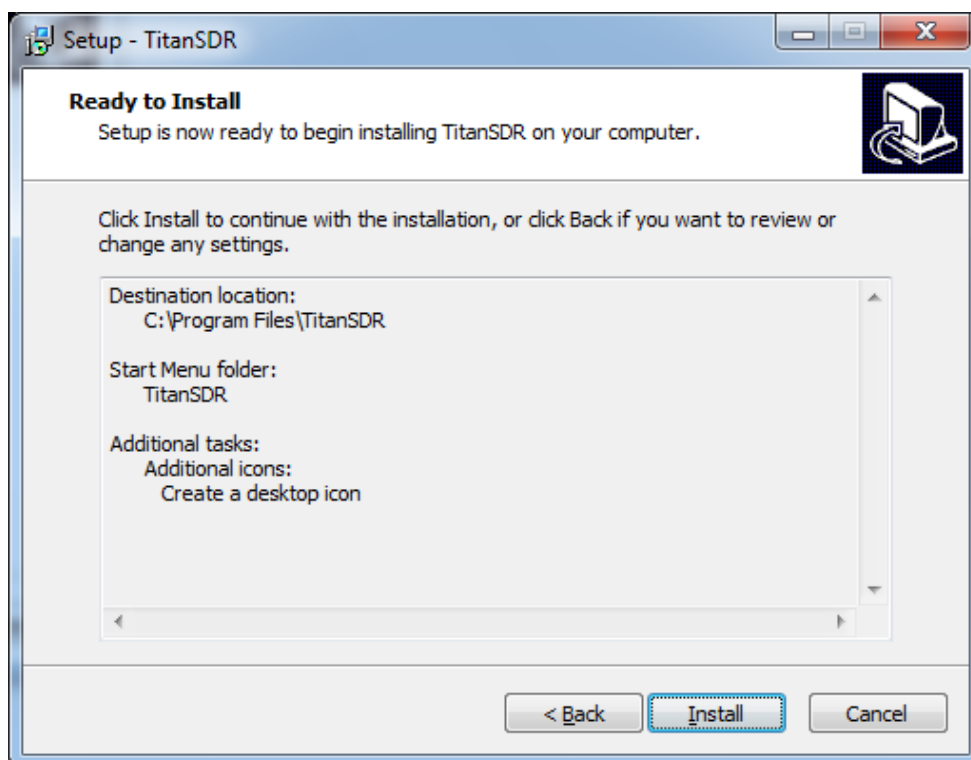 Setup - TitanSDR
Ready to Install
Setup is now ready to begin installing TitanSDR on your computer.
Click Install to continue with the installation, or click Back if you want to review or
change any settings.
Destination location:
C:\Program Files\TitanSDR
Start Menu folder:
TitanSDR
Additional tasks:
Additional icons:
Create a desktop icon
< Back
Install
Cancel